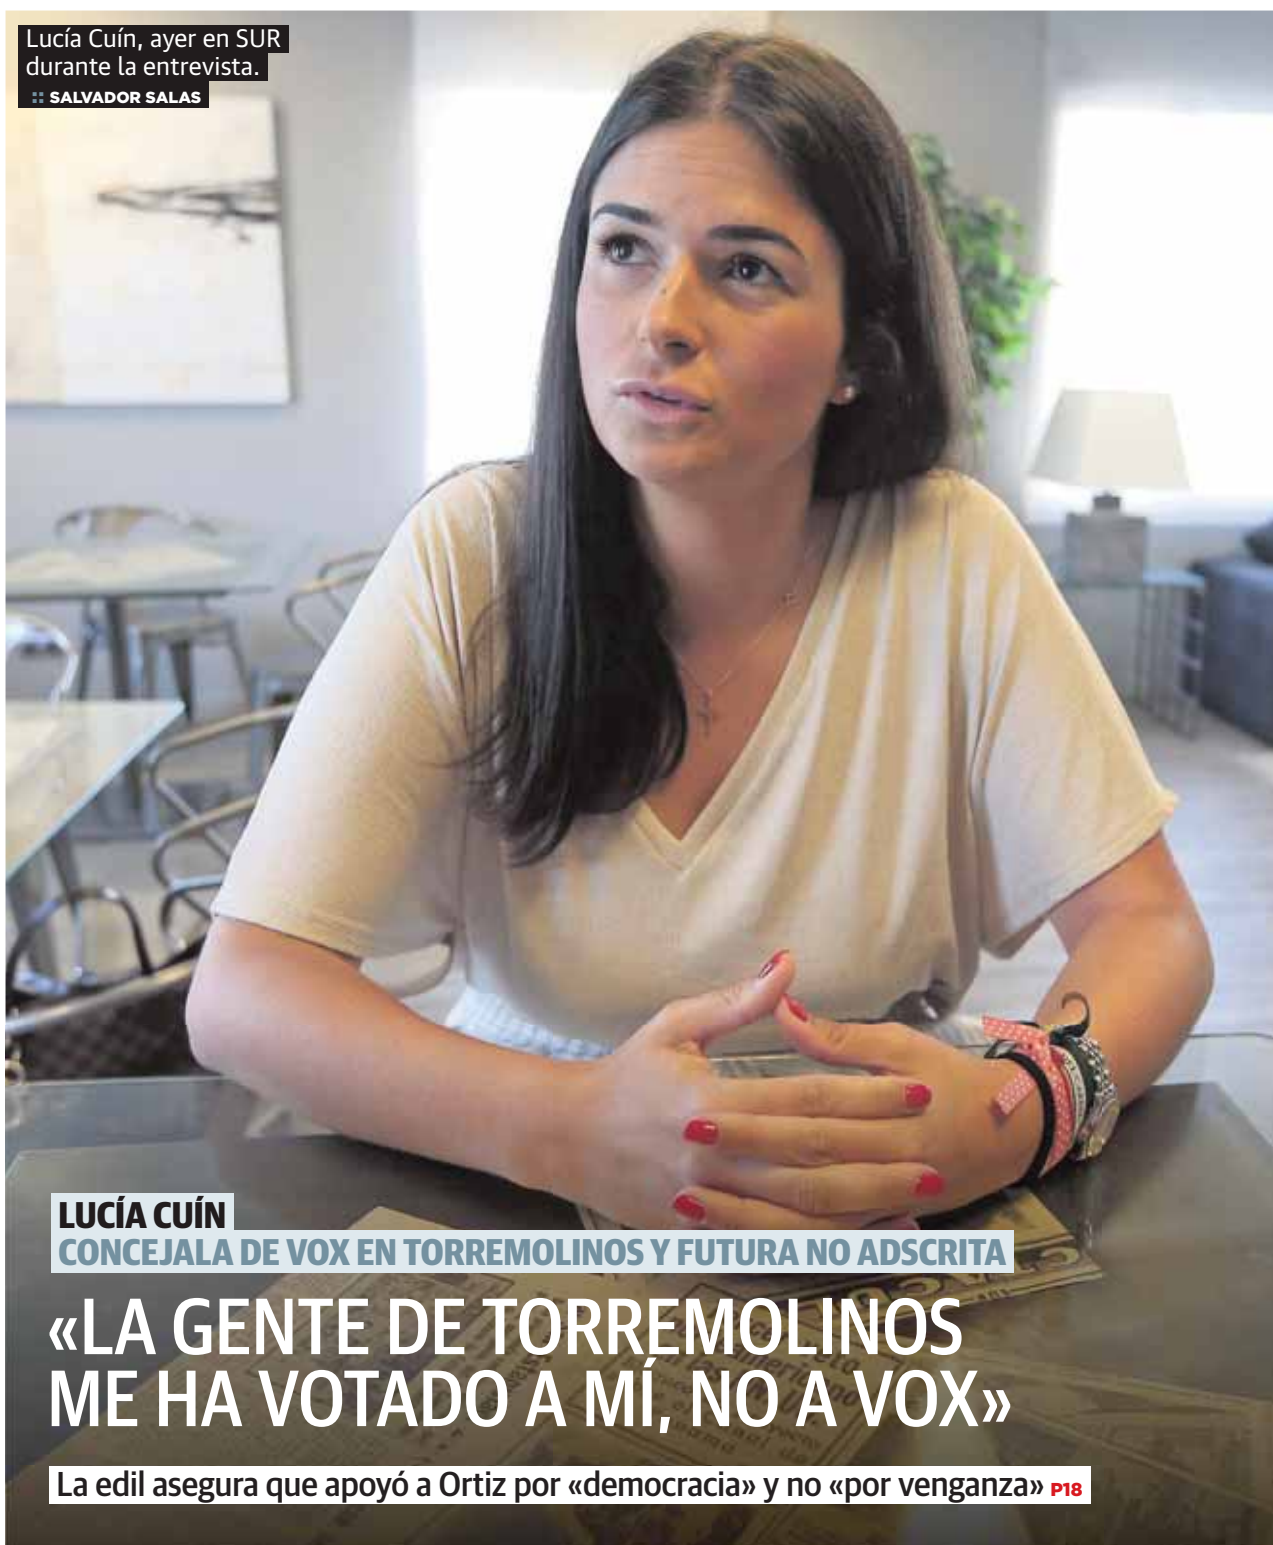 Lucía Cuín, ayer en SUR
durante la entrevista.
:: SALVADOR SALAS
LUCÍA CUÍN
CONCEJALA DE VOX EN TORREMOLINOS Y FUTURA NO ADSCRITA
«LA GENTE DE TORREMOLINOS
ME HA VOTADO A MÍ, NO A VOX»
La edil asegura que apoyó a Ortiz por «democracia» y no «por venganza» P18